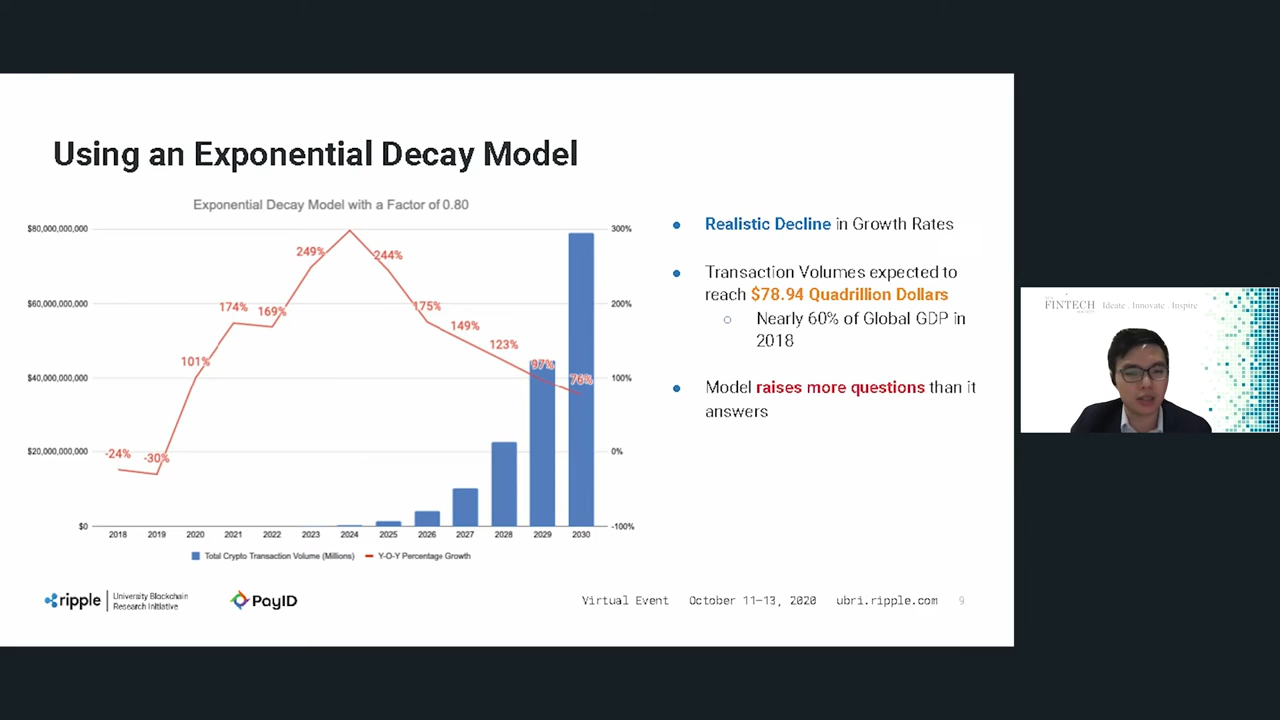 Using an Exponential Decay Model
Exponential Decay Model with a Factor of 0.80
$80,000,000,000
$60,000,000,000
$40,000,000,000
$20,000,000,000
$0
300%
200%
100%
0%
-100%
-24%
-30%
101%
174%
169%
249%
244%
175%
149%
123%
97%
76%
2018 2019 2020 2021 2022 2023 2024 2025 2026 2027 2028 2029 2030
Total Crypto Transaction Volume (Millions) Y-O-Y Percentage Growth
Realistic Decline in Growth Rates
Transaction Volumes expected to
reach $78.94 Quadrillion Dollars
Nearly 60% of Global GDP in
2018
Model raises more questions than it
answers
ripple
University Blockchain
Research Initiative
PayID
Virtual Event October 11-13, 2020 ubri.ripple.com 9
FINTECH
Ideate . Innovate . Inspire